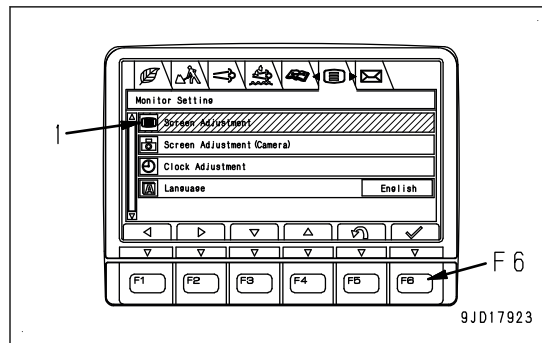 Monitor Setting
1
Screen Adjustment
Screen Adjustment (Camera)
Clock Adjustment
A
Language English
F6
F1 F2 F3 F4 F5 F6
9JD17923